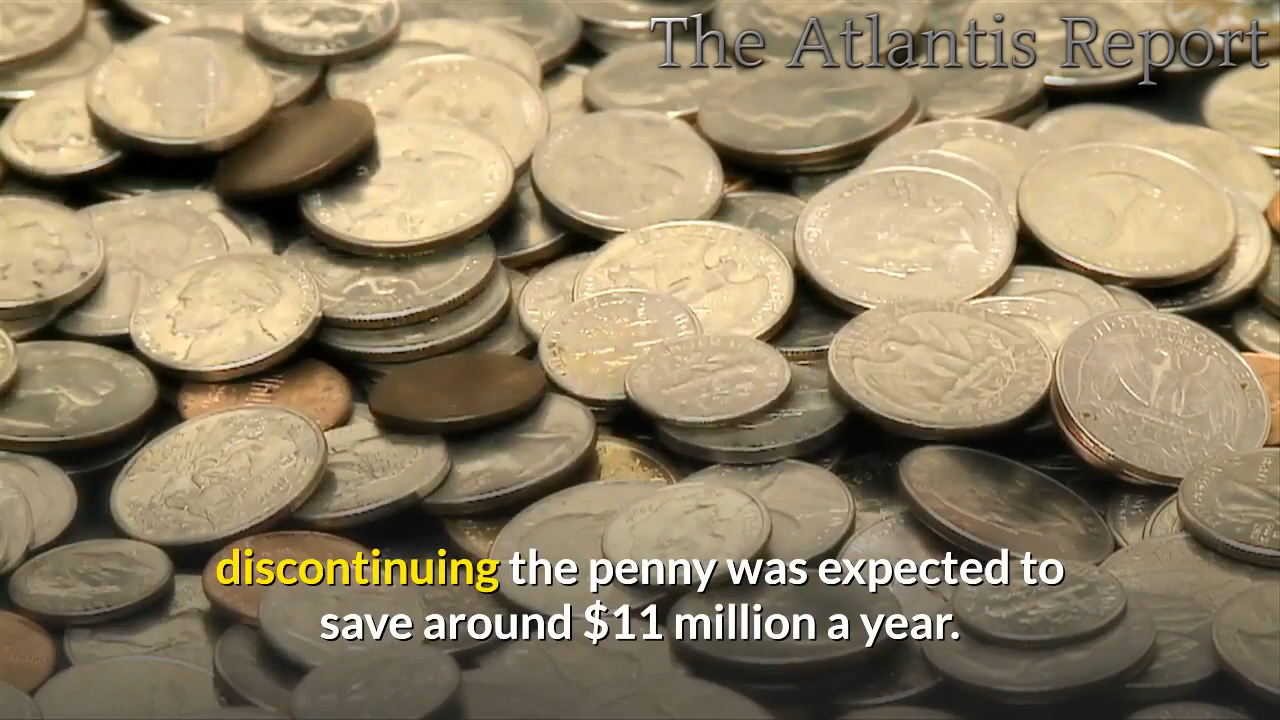 The Atlantis Report
discontinuing the penny was expected to
save around $11 million a year.